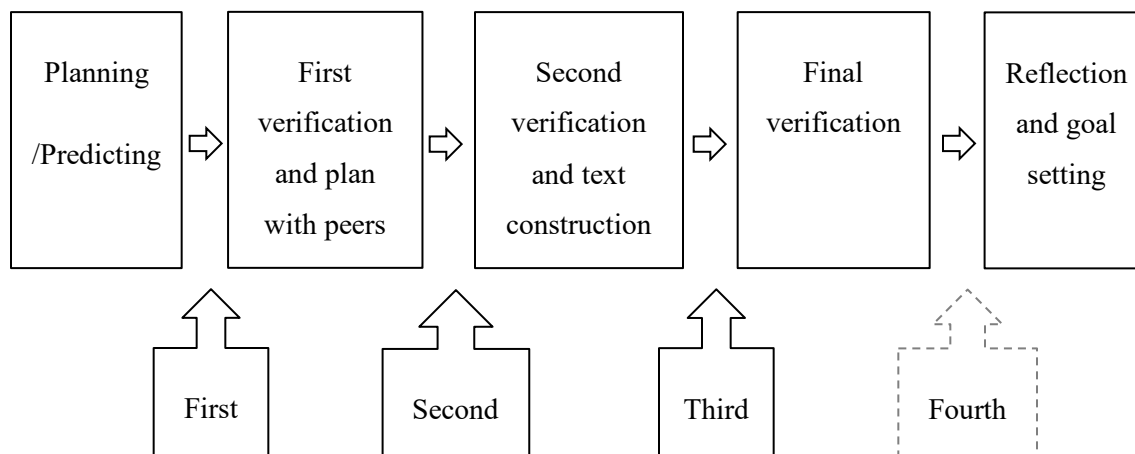 Planning
/Predicting
First
verification
and plan
with peers
Second
verification
and text
construction
Final
verification
Reflection
and goal
setting
First
Second
Third
Fourth